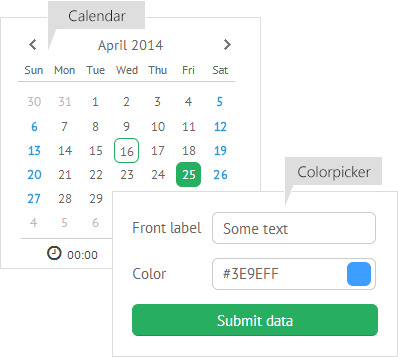 Calendar
April 2014
Sun Mon Tue Wed Thu Fri Sat
30 31 1 2 3 4 5
6 7 8 9 10 11 12
13 14 15 16 17 18 19
20 21 22 23 24 25 26
27 28 29
4 5 6
00:00
Colorpicker
Front label Some text
Color #3E9EFF
Submit data